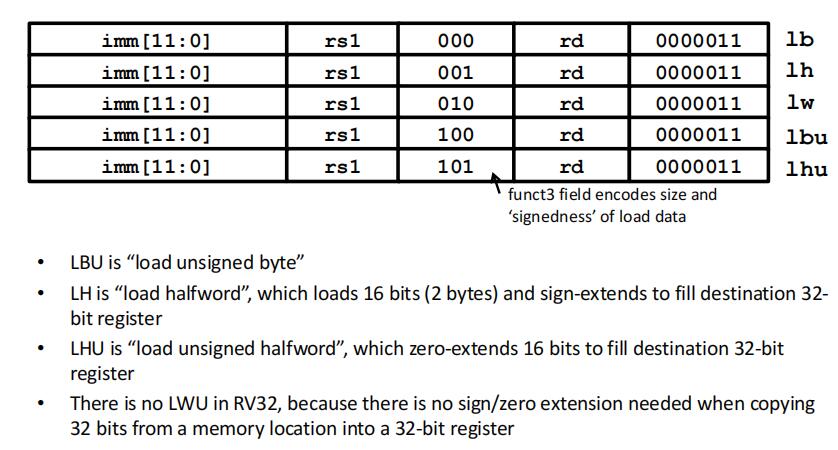 imm[11:0] rs1 000 rd 0000011 lb
imm[11:0] rs1 001 rd 0000011 lh
imm[11:0] rs1 010 rd 0000011 lw
imm[11:0] rs1 100 rd 0000011 lbu
imm[11:0] rs1 101 rd 0000011 lhu
funct3 field encodes size and
‘signedness’ of load data
• LBU is “load unsigned byte”
• LH is “load halfword”, which loads 16 bits (2 bytes) and sign-extends to fill destination 32-
bit register
• LHU is “load unsigned halfword”, which zero-extends 16 bits to fill destination 32-bit
register
• There is no LWU in RV32, because there is no sign/zero extension needed when copying
32 bits from a memory location into a 32-bit register